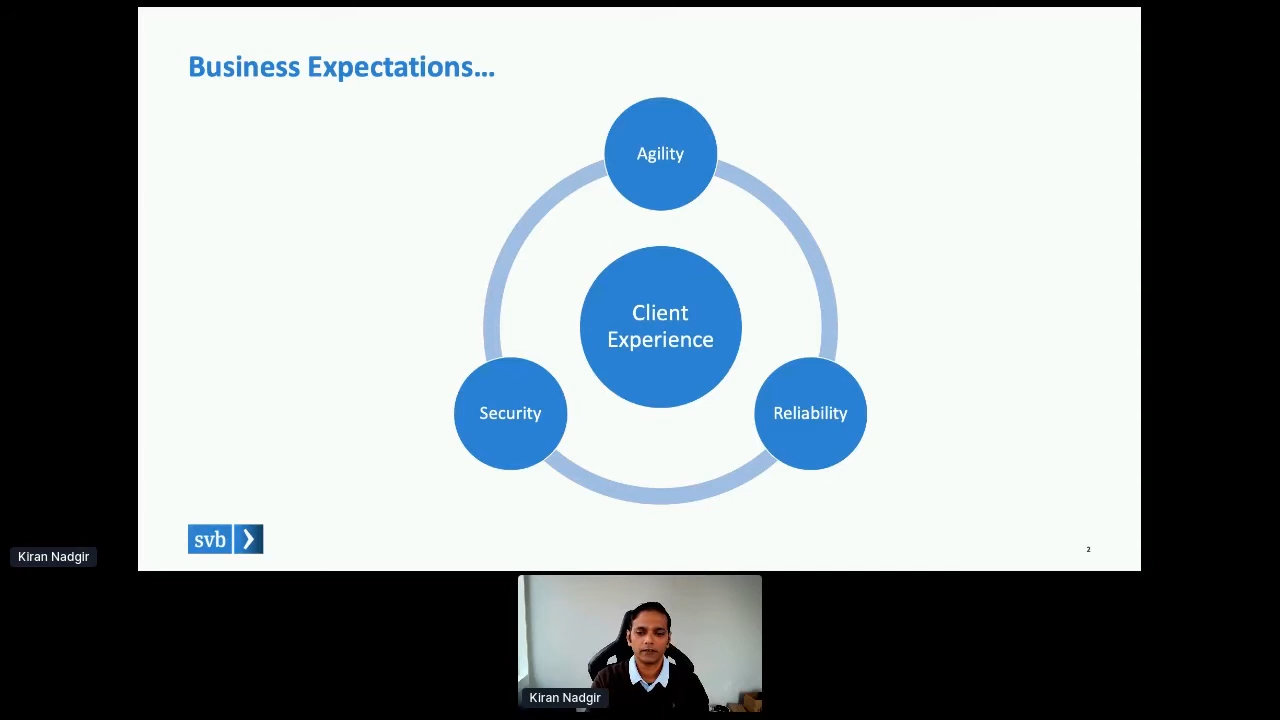 Business Expectations...
Agility
Client
Experience
Security
Reliability
svb
2
Kiran Nadgir
Kiran Nadgir